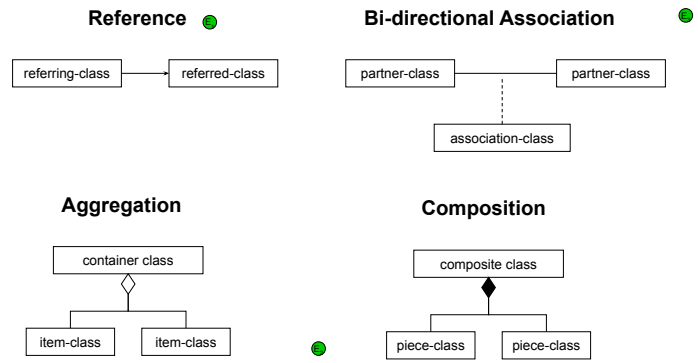 Reference
Bi-directional Association
referring-class
referred-class
partner-class
partner-class
association-class
Aggregation
Composition
container class
composite class
item-class
item-class
piece-class
piece-class